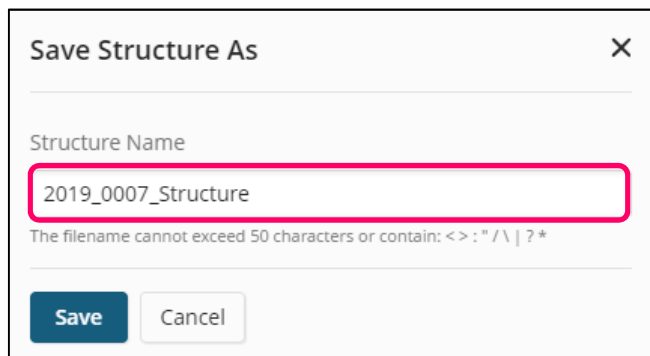 Save Structure As
Structure Name
2019_0007_Structure
The filename cannot exceed 50 characters or contain: < > : " / \ | ? *
Save
Cancel